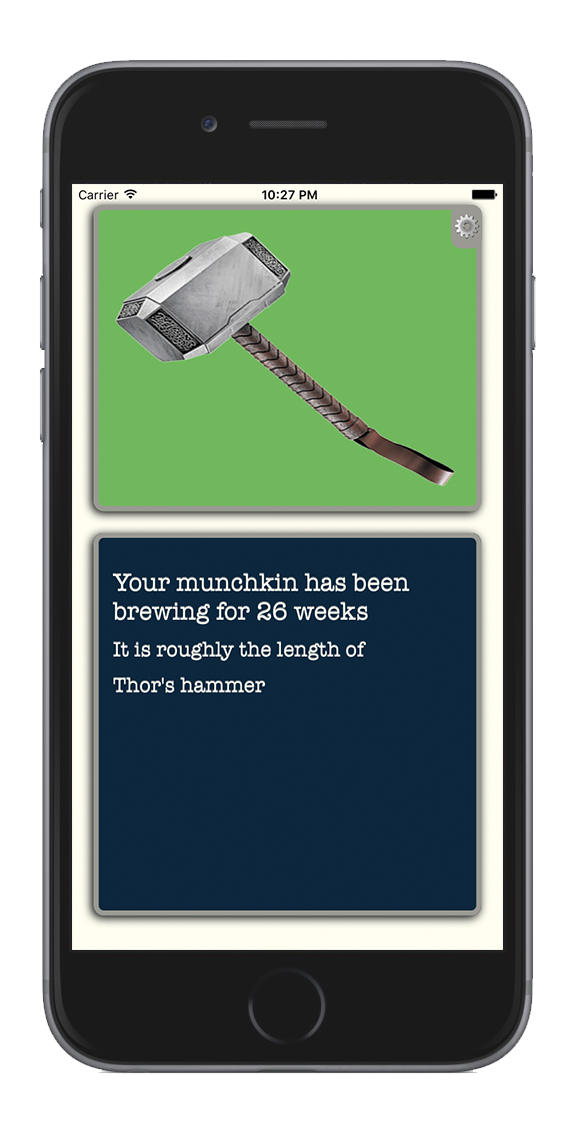 Carrier 10:27 PM
Your munchkin has been
brewing for 26 weeks
It is roughly the length of
Thor's hammer